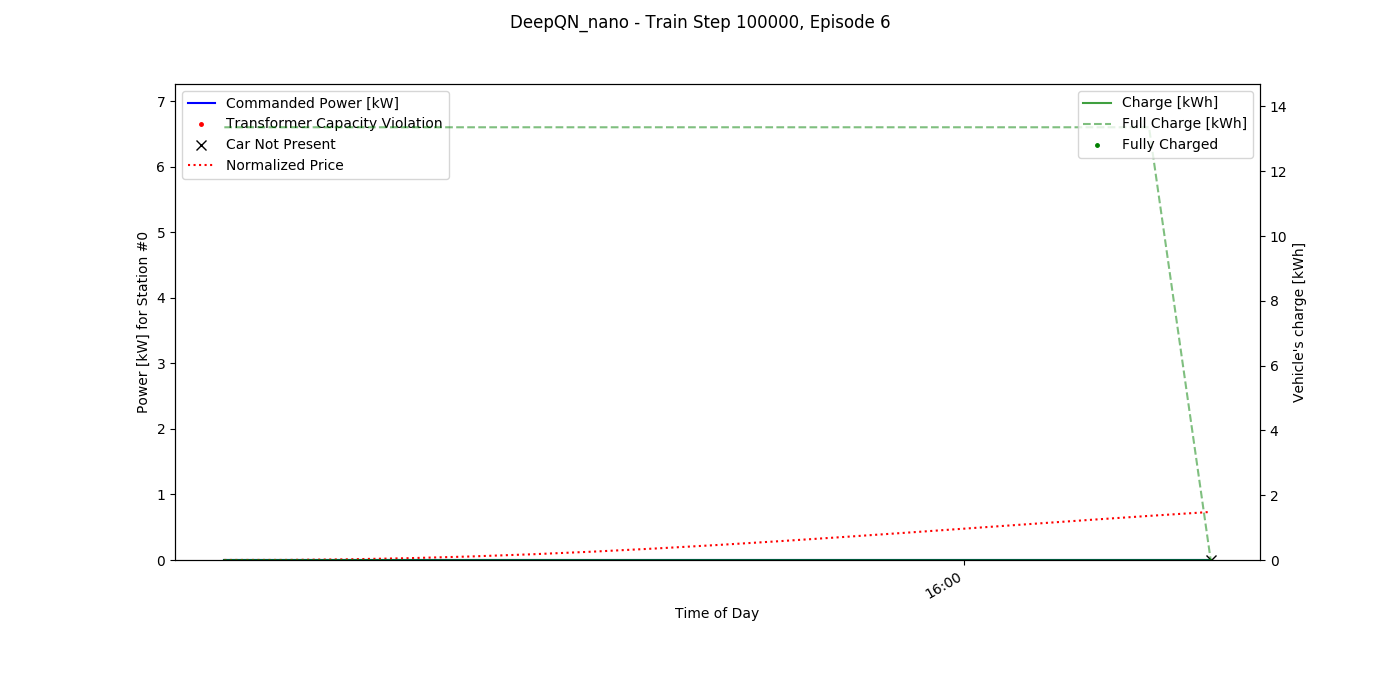 DeepQN_nano - Train Step 100000, Episode 6
Commanded Power [kW]
Transformer Capacity Violation
Car Not Present
Normalized Price
Charge [kWh]
Full Charge [kWh]
Fully Charged
7
6
5
4
3
2
1
0
Power [kW] for Station #0
14
12
10
8
6
4
2
0
Vehicle's charge [kWh]
16:00
Time of Day